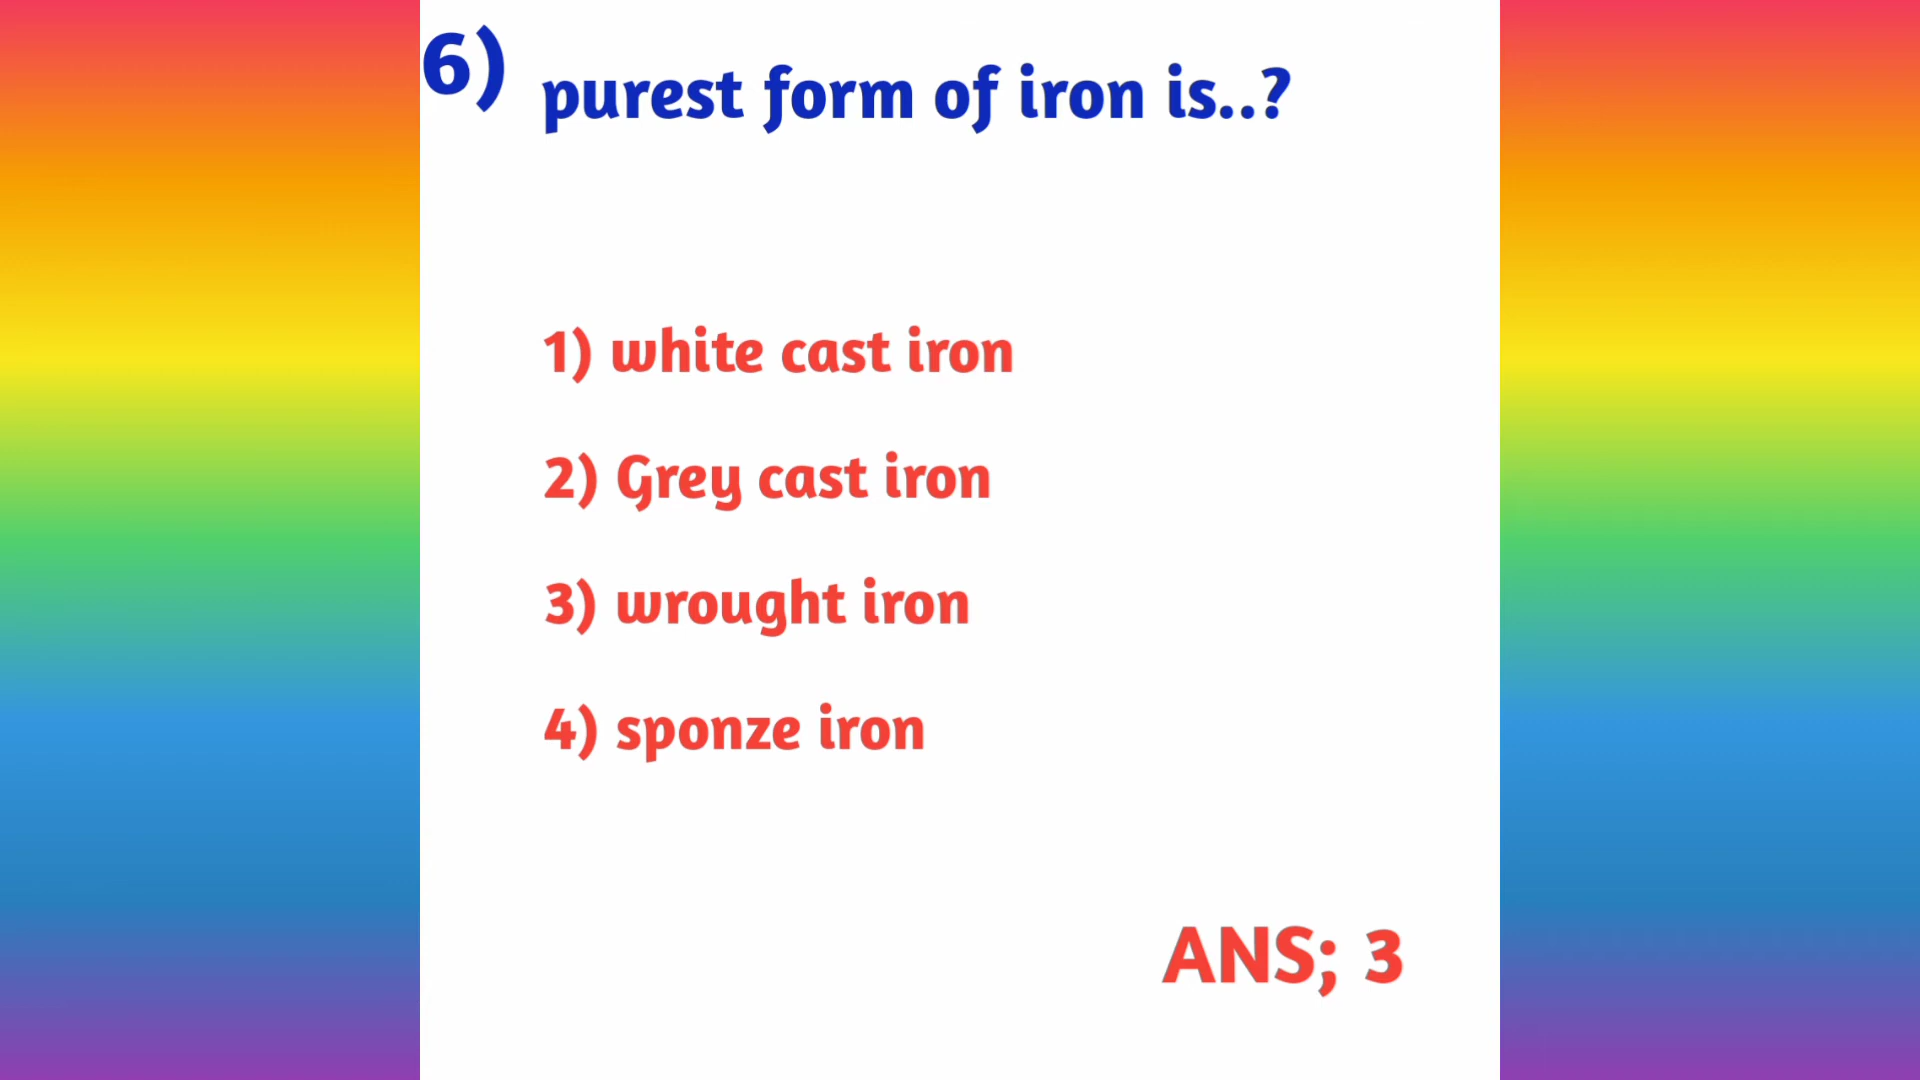 6) purest form of iron is..?
1) white cast iron
2) Grey cast iron
3) wrought iron
4) sponze iron
ANS; 3